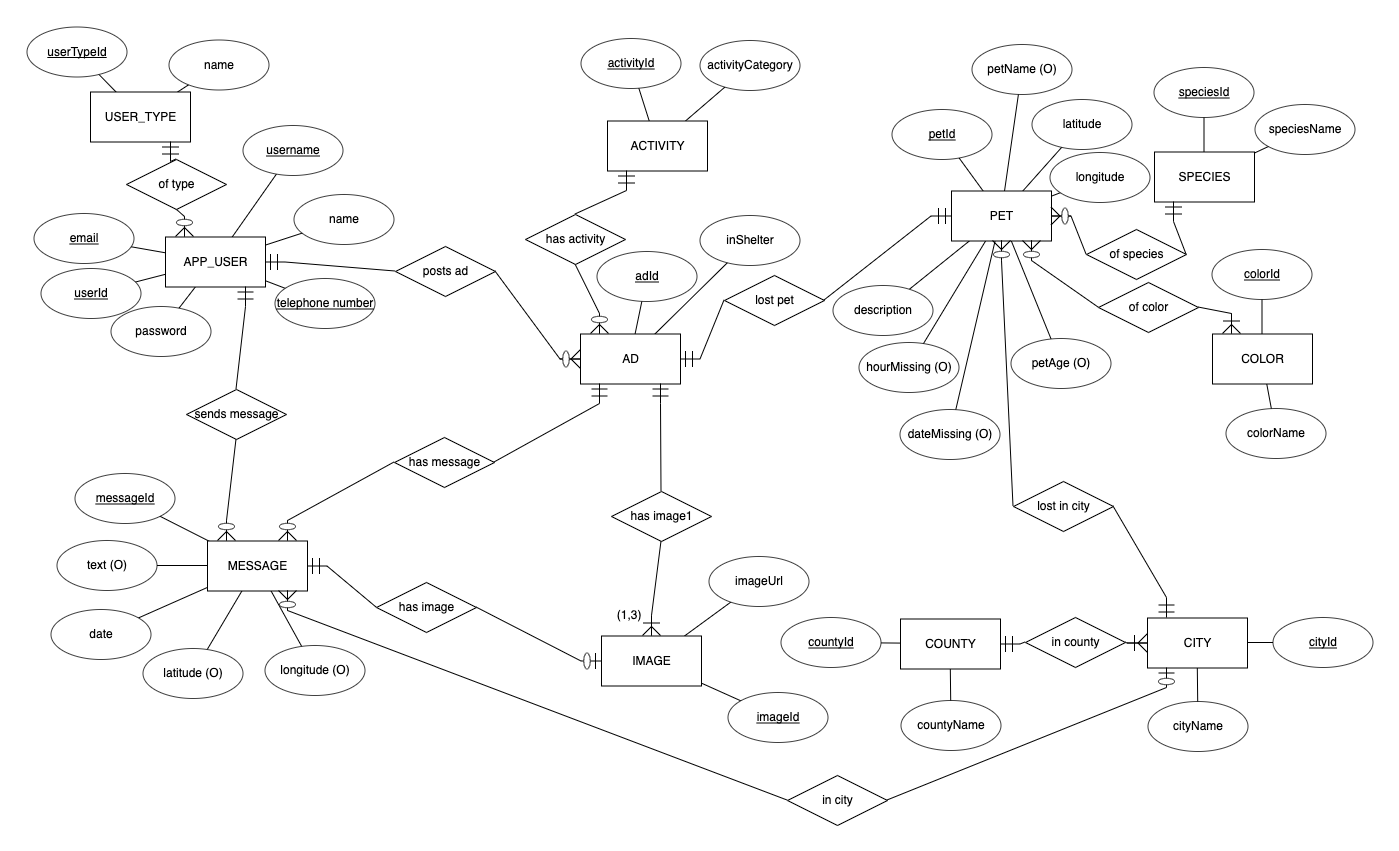 userTypeId
name
USER_TYPE
of type
username
name
email
APP_USER
userId
telephone number
password
posts ad
sends message
activityId
activityCategory
ACTIVITY
has activity
inShelter
adId
AD
lost pet
petName (O)
petId
latitude
longitude
PET
speciesId
speciesName
SPECIES
of species
of color
colorId
COLOR
colorName
description
hourMissing (O)
petAge (O)
dateMissing (O)
has message
messageId
text (O)
MESSAGE
date
latitude (O)
longitude (O)
has image
has image1
(1,3)
imageUrl
IMAGE
imageId
lost in city
countyId
COUNTY
in county
CITY
cityId
countyName
cityName
in city